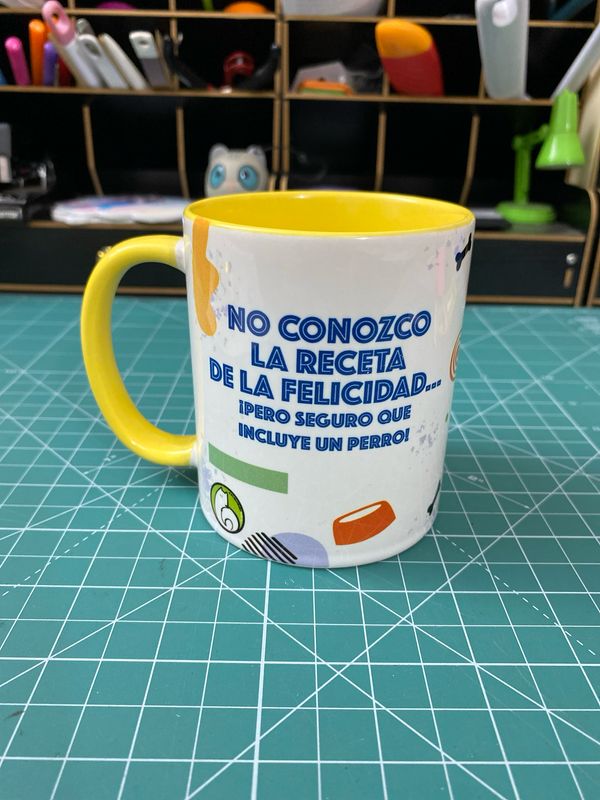 NO CONOZCO
LA RECETA
DE LA FELICIDAD...
¡PERO SEGURO QUE
INCLUYE UN PERRO!